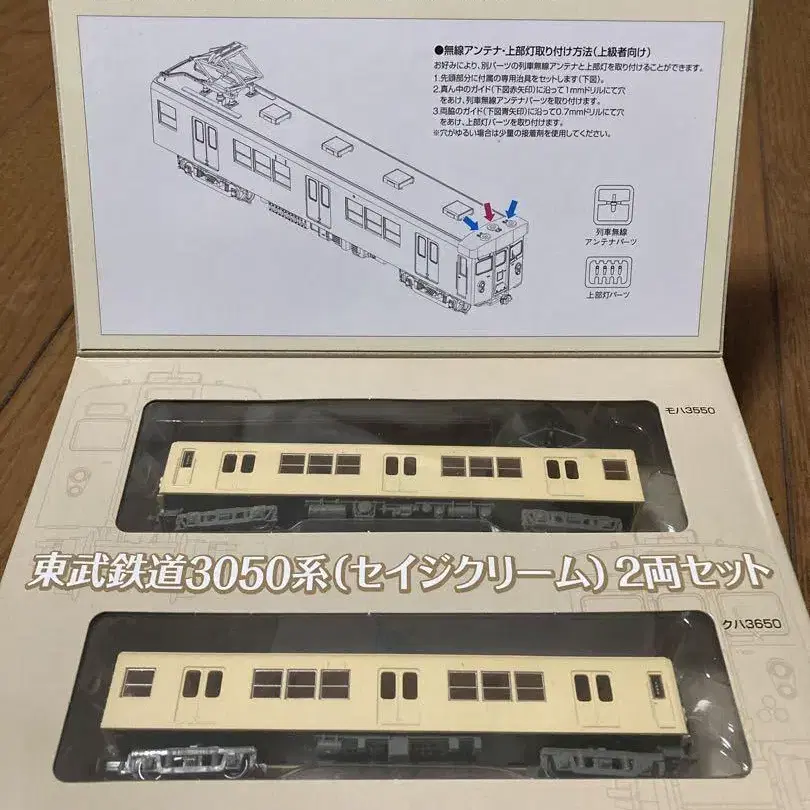 ●無線アンテナ・上部灯取り付け方法(上級者向け)
お好みにより、別パーツの列車無線アンテナと上部灯を取り付けることができます。
1.先頭部分に付属の専用治具をセットします(下図)。
2.真ん中のガイド(下図赤矢印)に沿って1mmドリルにて穴
をあけ、列車無線アンテナパーツを取り付けます。
3.両脇のガイド(下図青矢印)に沿って0.7mmドリルにて穴
をあけ、上部灯パーツを取り付けます。
※穴がゆるい場合は少量の接着剤を使用してください。
列車無線
アンテナパーツ
上部灯パーツ
モハ3550
東武鉄道3050系(セイジクリーム)2両セット
クハ3650